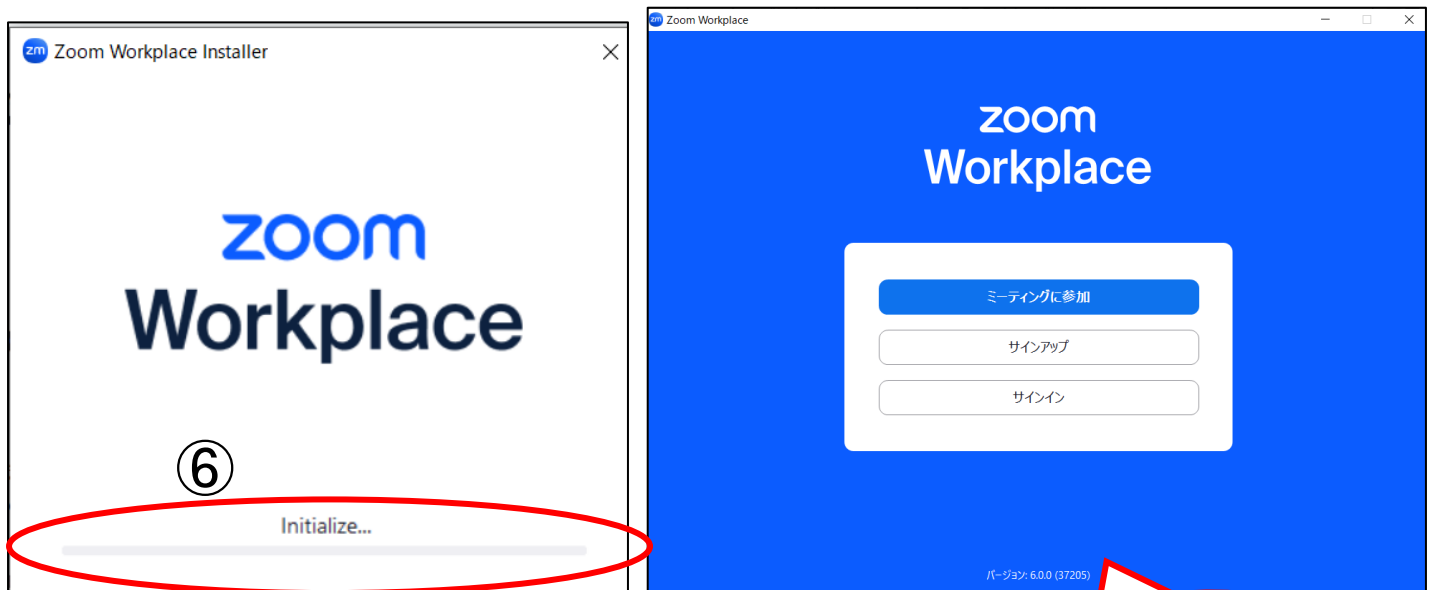 zm Zoom Workplace Installer
zoom
Workplace
⑥
Initialize...
zm Zoom Workplace
zoom
Workplace
ミーティングに参加
サインアップ
サインイン
バージョン: 6.0.0 (37205)